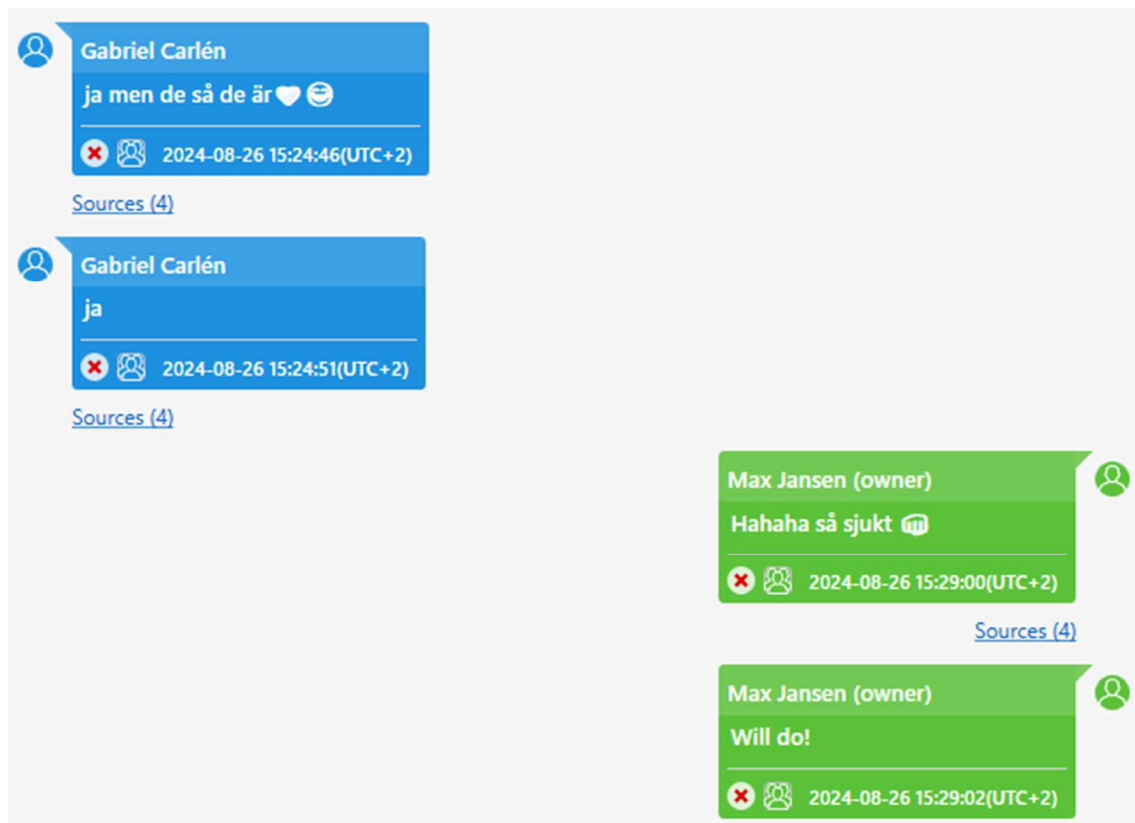 Gabriel Carlén
ja men de så de är🤍 😂
2024-08-26 15:24:46(UTC+2)
Sources (4)
Gabriel Carlén
ja
2024-08-26 15:24:51(UTC+2)
Sources (4)
Max Jansen (owner)
Hahaha så sjukt 👊
2024-08-26 15:29:00(UTC+2)
Sources (4)
Max Jansen (owner)
Will do!
2024-08-26 15:29:02(UTC+2)